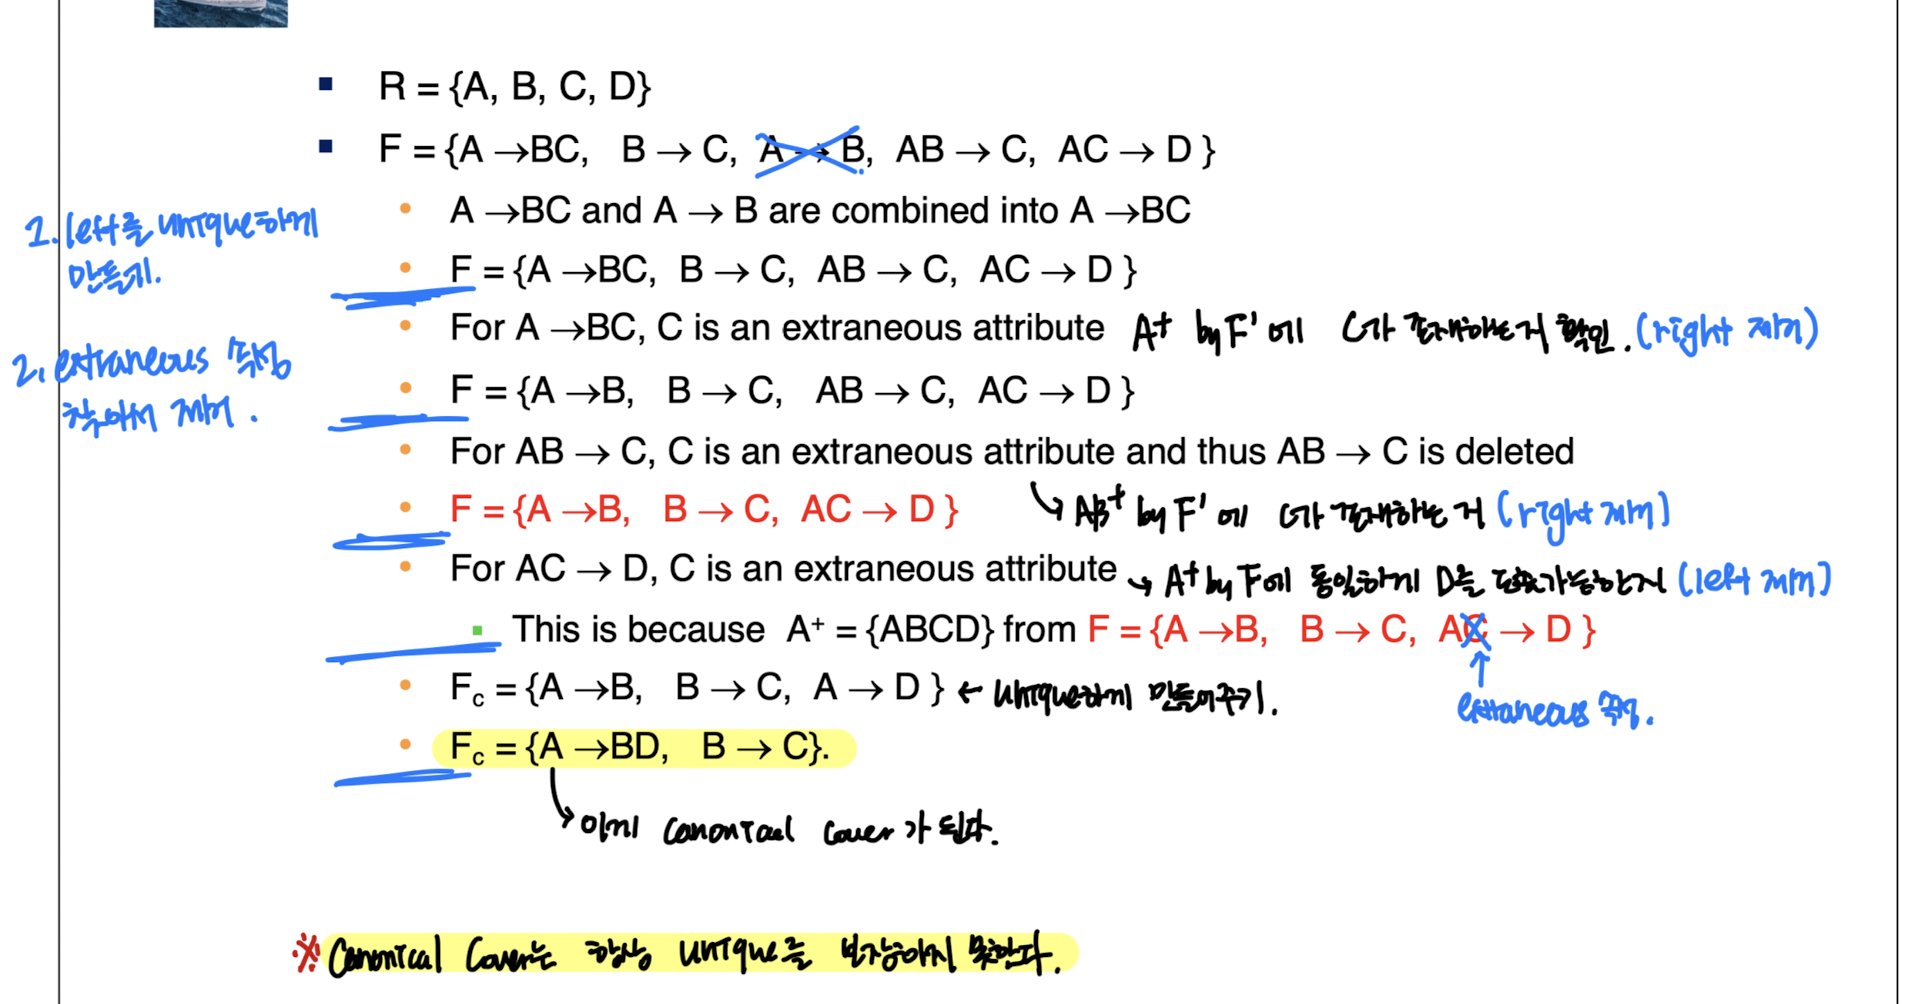 ▪ R = {A, B, C, D}
▪ F = {A →BC, B → C, A → B, AB → C, AC → D }
• A →BC and A → B are combined into A →BC
1. left를 unique하게
만들기.
• F = {A →BC, B → C, AB → C, AC → D }
• For A →BC, C is an extraneous attribute A+ by F'에 C가 존재하는거 확인. (right 제거)
2. extraneous 속성
찾아서 제거.
• F = {A →B, B → C, AB → C, AC → D }
• For AB → C, C is an extraneous attribute and thus AB → C is deleted
• F = {A →B, B → C, AC → D } ↳ AB+ by F' 에 C가 존재하는거 (right 제거)
• For AC → D, C is an extraneous attribute ↳ A+ by F에 동일하게 D를 도출가능한지 (left 제거)
▪ This is because A+ = {ABCD} from F = {A →B, B → C, AC → D }
• Fc = {A →B, B → C, A → D } ← unique하게 만들어주기.
extraneous 속성.
• Fc = {A →BD, B → C}.
이게 canonical cover가 된다.
※ Canonical Cover는 항상 unique를 보장하지 못한다.